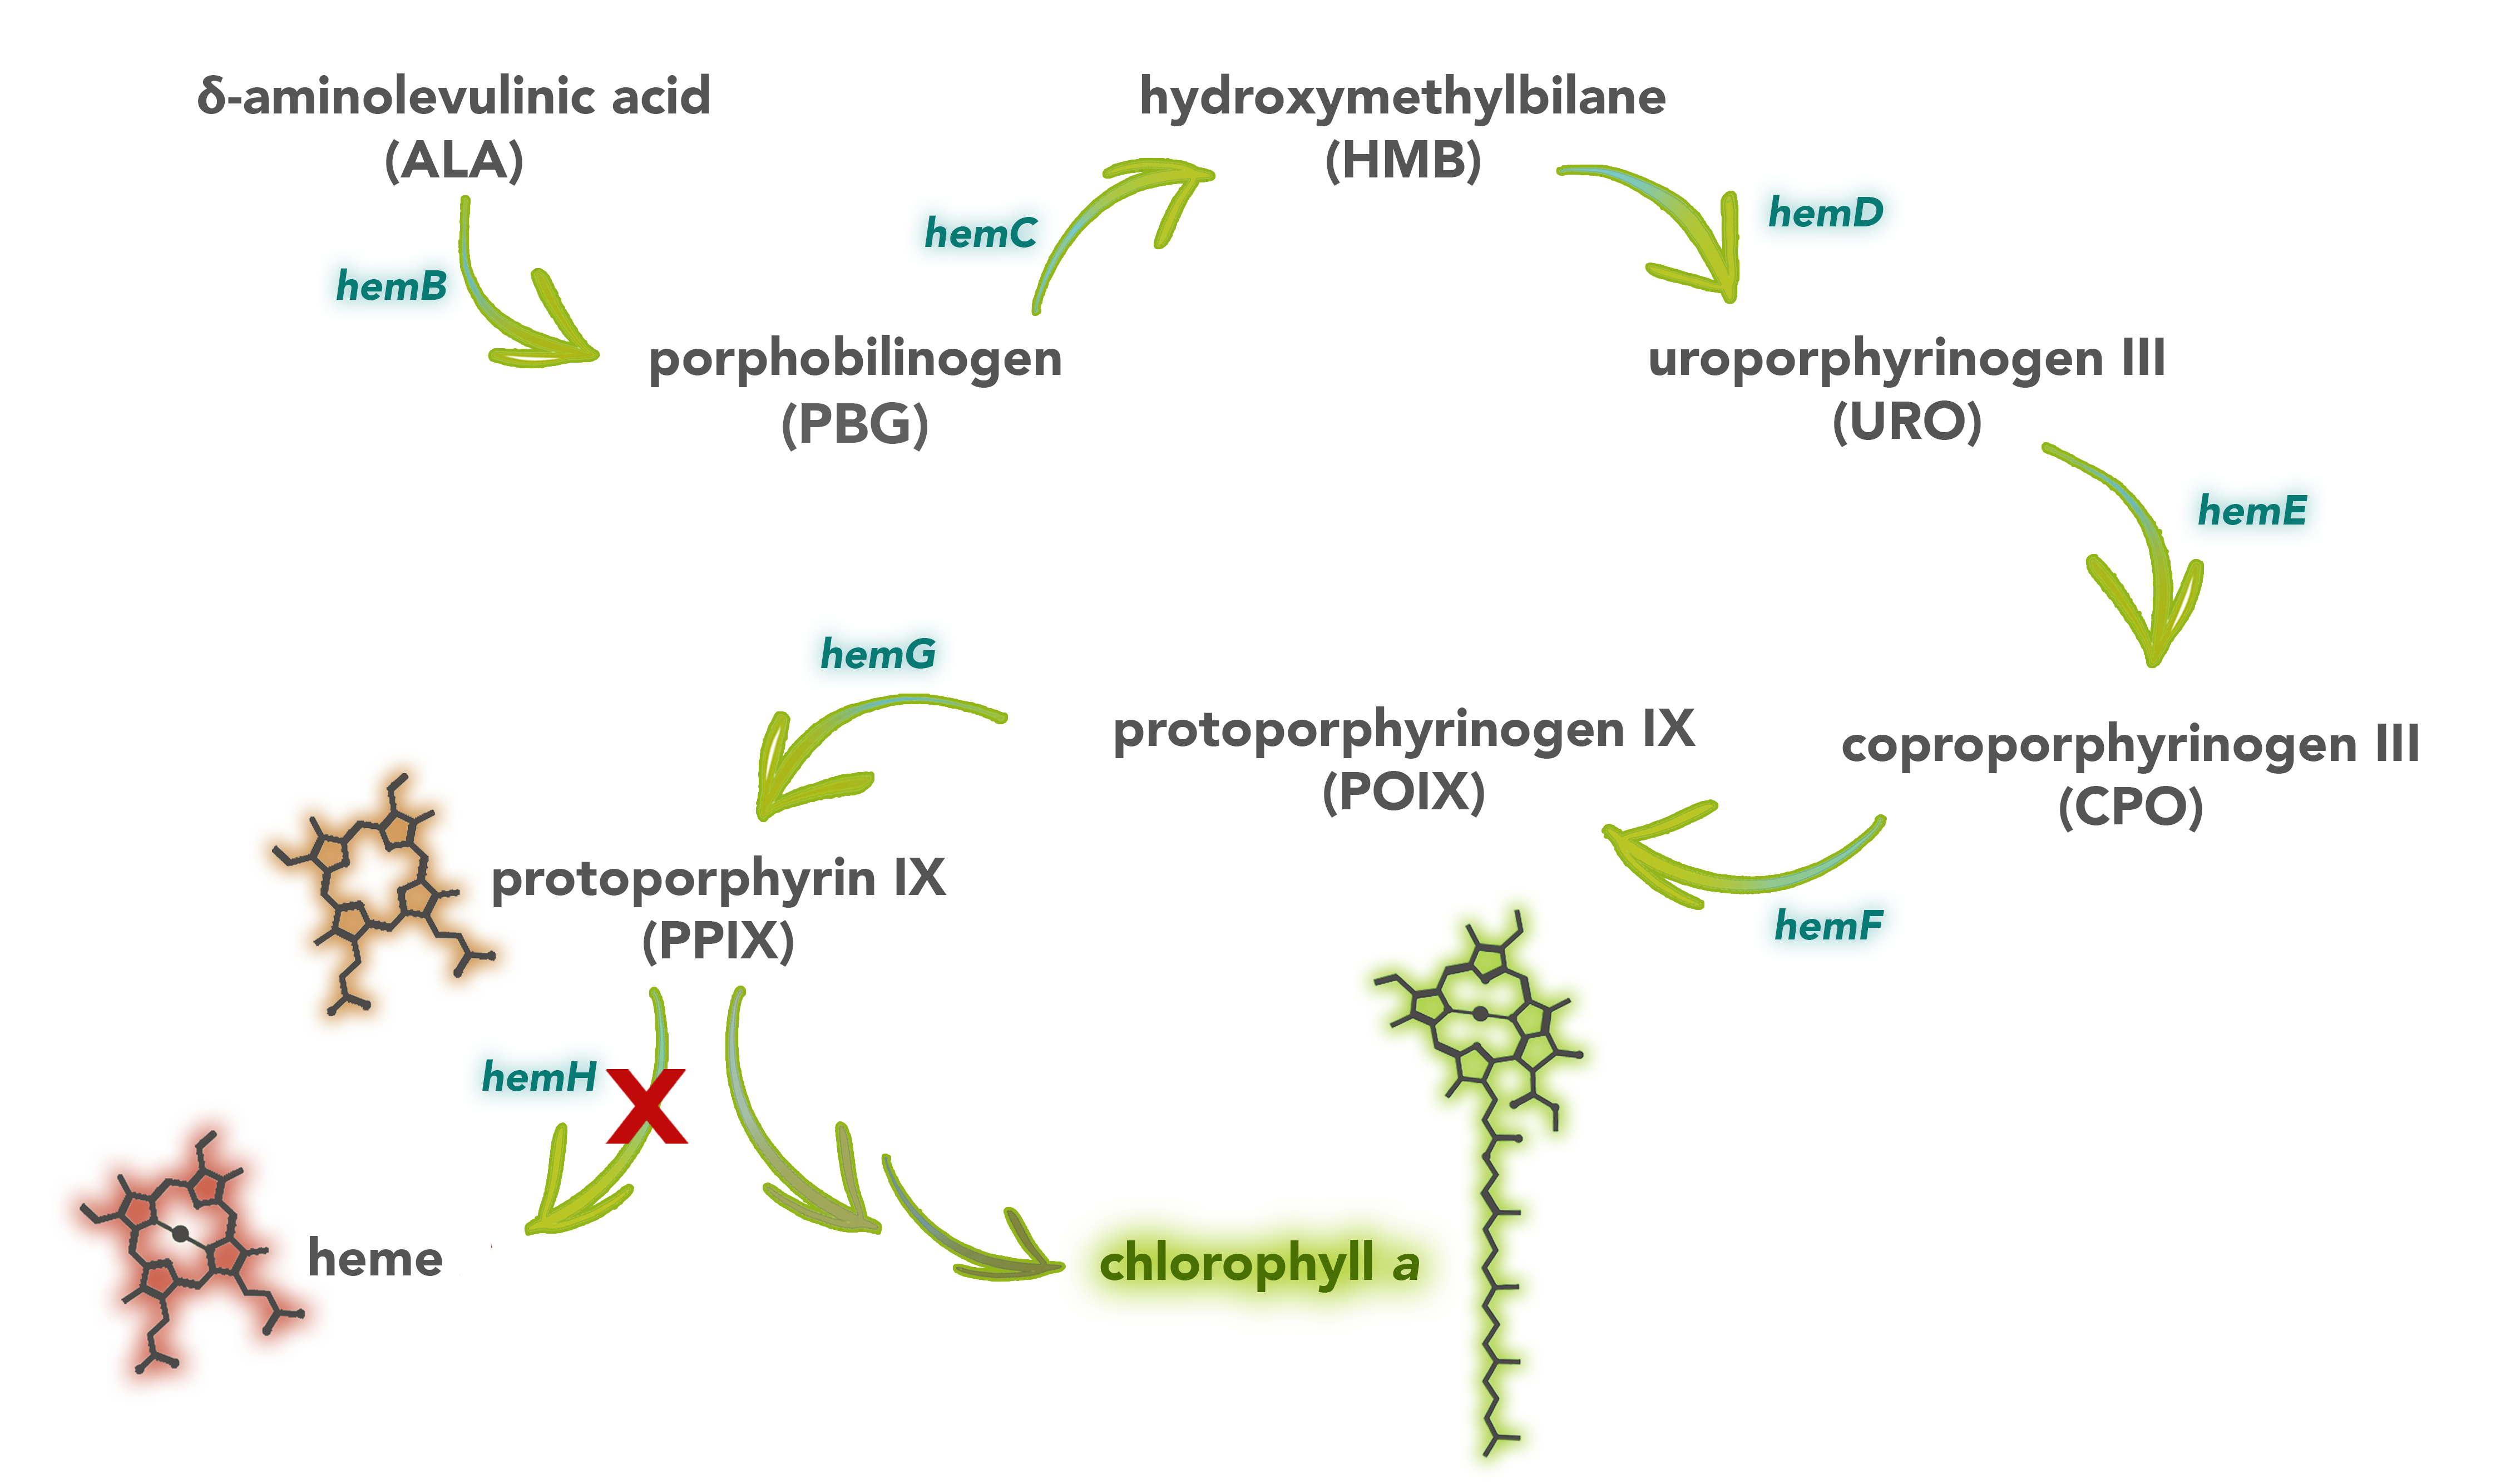 δ-aminolevulinic acid
(ALA)
hemB
porphobilinogen
(PBG)
hemC
hydroxymethylbilane
(HMB)
hemD
uroporphyrinogen III
(URO)
hemE
coproporphyrinogen III
(CPO)
hemF
protoporphyrinogen IX
(POIX)
hemG
protoporphyrin IX
(PPIX)
hemH
X
heme
chlorophyll a